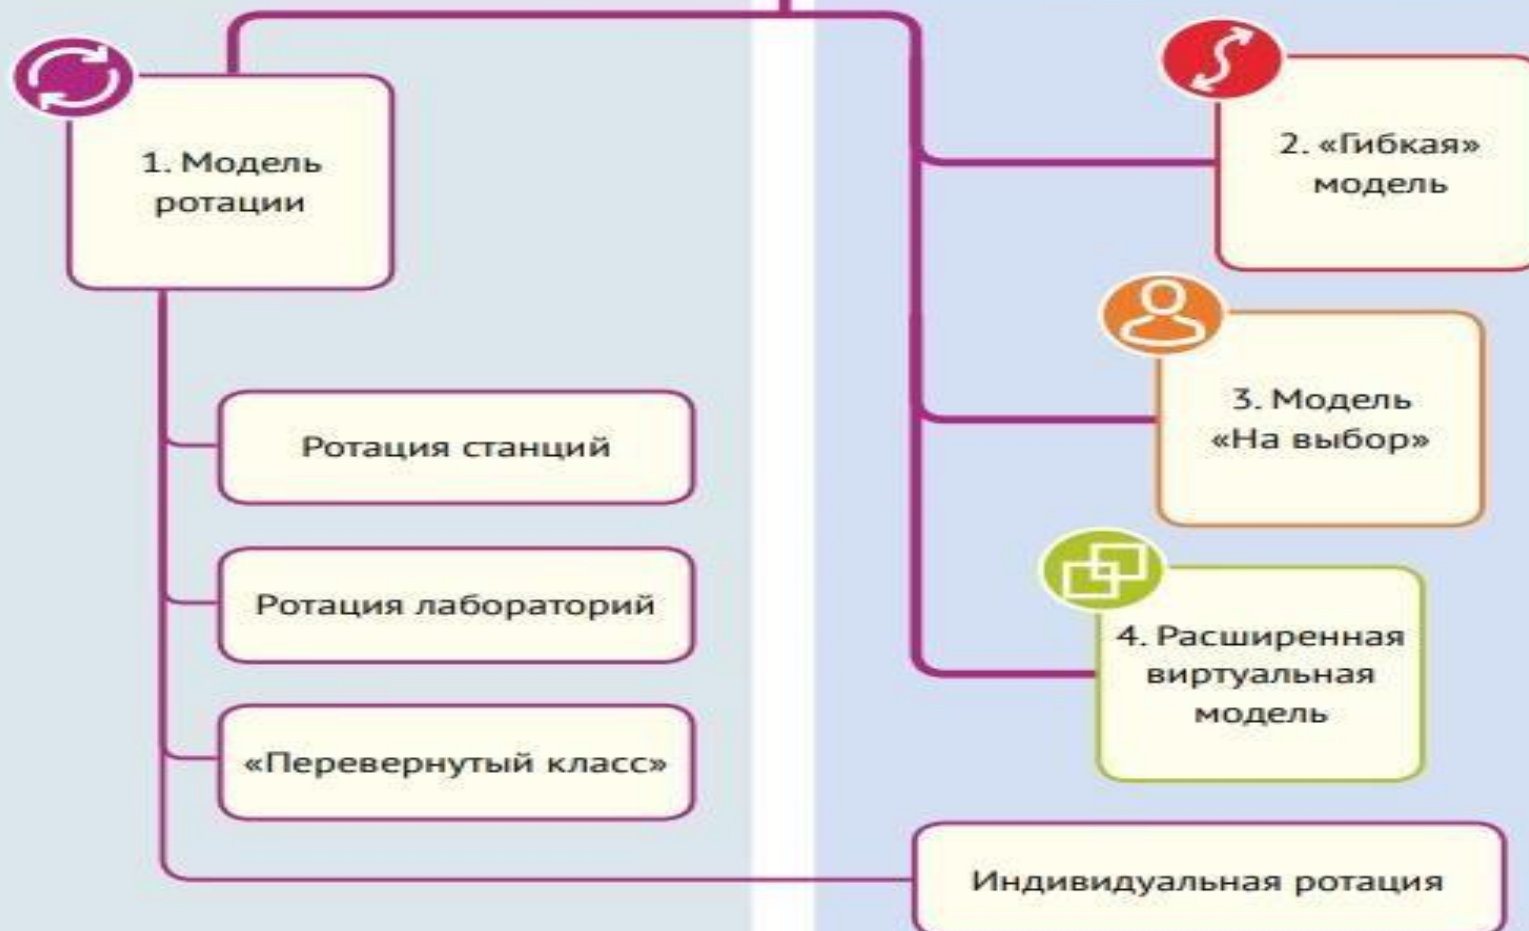 1. Модель
ротации
Ротация станций
Ротация лабораторий
«Перевернутый класс»
2. «Гибкая»
модель
3. Модель
«На выбор»
4. Расширенная
виртуальная
модель
Индивидуальная ротация